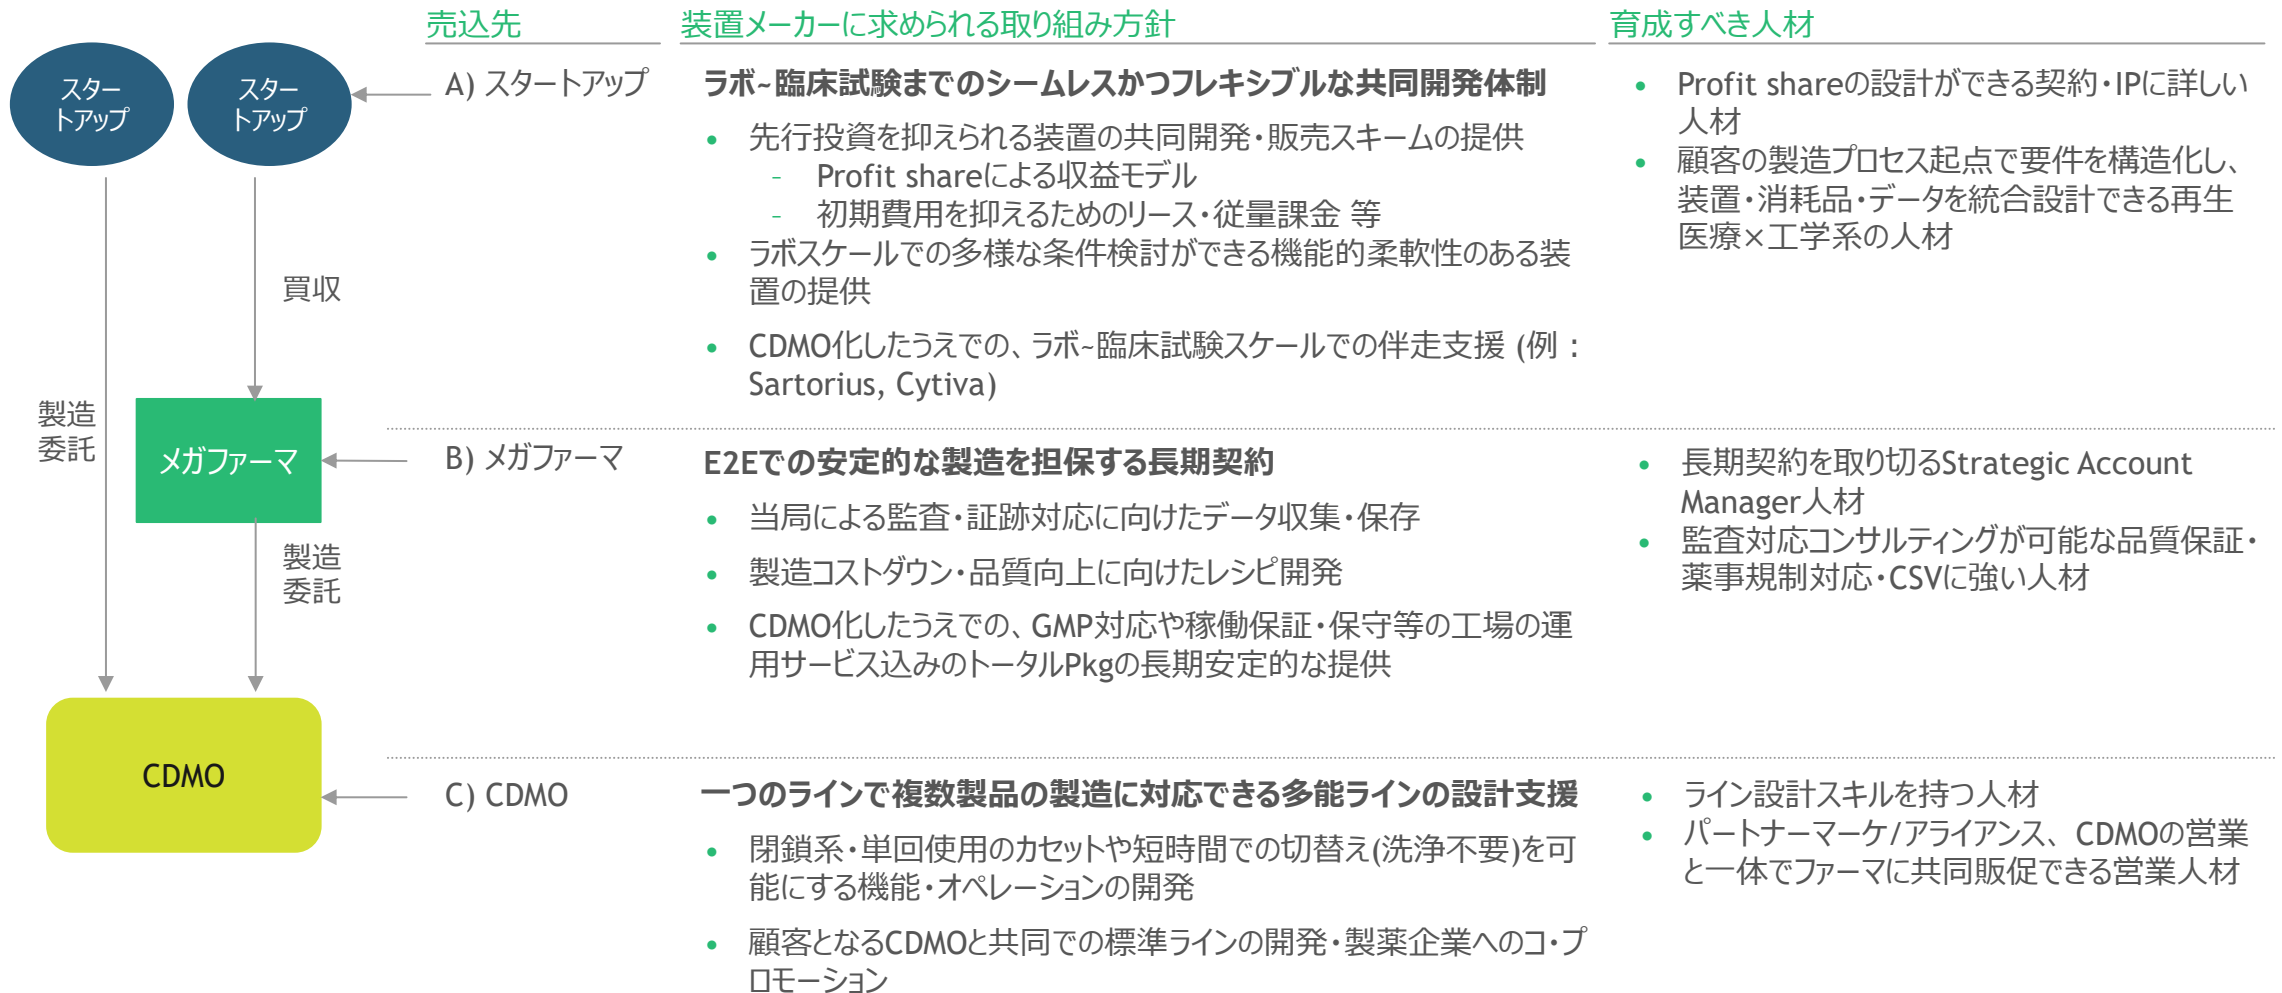 売込先
装置メーカーに求められる取り組み方針
育成すべき人材
スター
トアップ
スター
トアップ
買収
製造
委託
メガファーマ
製造
委託
CDMO
A) スタートアップ
ラボ~臨床試験までのシームレスかつフレキシブルな共同開発体制
• 先行投資を抑えられる装置の共同開発・販売スキームの提供
- Profit shareによる収益モデル
- 初期費用を抑えるためのリース・従量課金 等
• ラボスケールでの多様な条件検討ができる機能的柔軟性のある装
置の提供
• CDMO化したうえでの、ラボ~臨床試験スケールでの伴走支援 (例：
Sartorius, Cytiva)
• Profit shareの設計ができる契約・IPに詳しい
人材
• 顧客の製造プロセス起点で要件を構造化し、
装置・消耗品・データを統合設計できる再生
医療×工学系の人材
B) メガファーマ
E2Eでの安定的な製造を担保する長期契約
• 当局による監査・証跡対応に向けたデータ収集・保存
• 製造コストダウン・品質向上に向けたレシピ開発
• CDMO化したうえでの、GMP対応や稼働保証・保守等の工場の運
用サービス込みのトータルPkgの長期安定的な提供
• 長期契約を取り切るStrategic Account
Manager人材
• 監査対応コンサルティングが可能な品質保証・
薬事規制対応・CSVに強い人材
C) CDMO
一つのラインで複数製品の製造に対応できる多能ラインの設計支援
• 閉鎖系・単回使用のカセットや短時間での切替え(洗浄不要)を可
能にする機能・オペレーションの開発
• 顧客となるCDMOと共同での標準ラインの開発・製薬企業へのコ・プ
ロモーション
• ライン設計スキルを持つ人材
• パートナーマーケ/アライアンス、CDMOの営業
と一体でファーマに共同販促できる営業人材